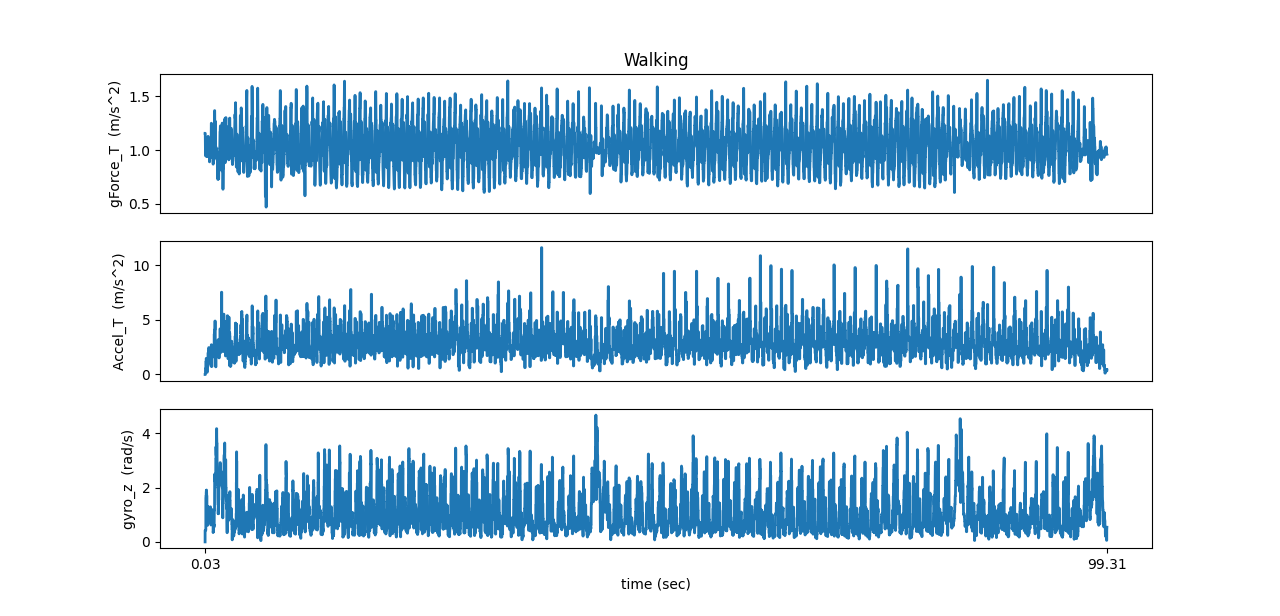 Walking
gForce_T (m/s^2)
1.5
1.0
0.5
Accel_T (m/s^2)
10
5
0
gyro_z (rad/s)
4
2
0
0.03
99.31
time (sec)